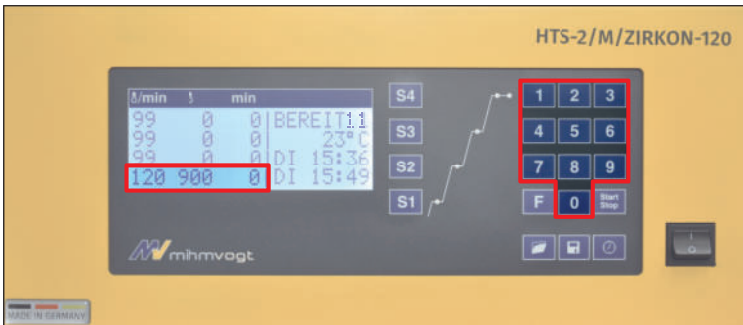 HTS-2/M/ZIRKON-120
min
99 0 0 BEREIT 11
99 0 0 23°C
99 0 0 DI 15:36
120 900 0 DI 15:49
S4
S3
S2
S1
1 2 3
4 5 6
7 8 9
F 0 Start Stop
mihmvogt
MADE IN GERMANY